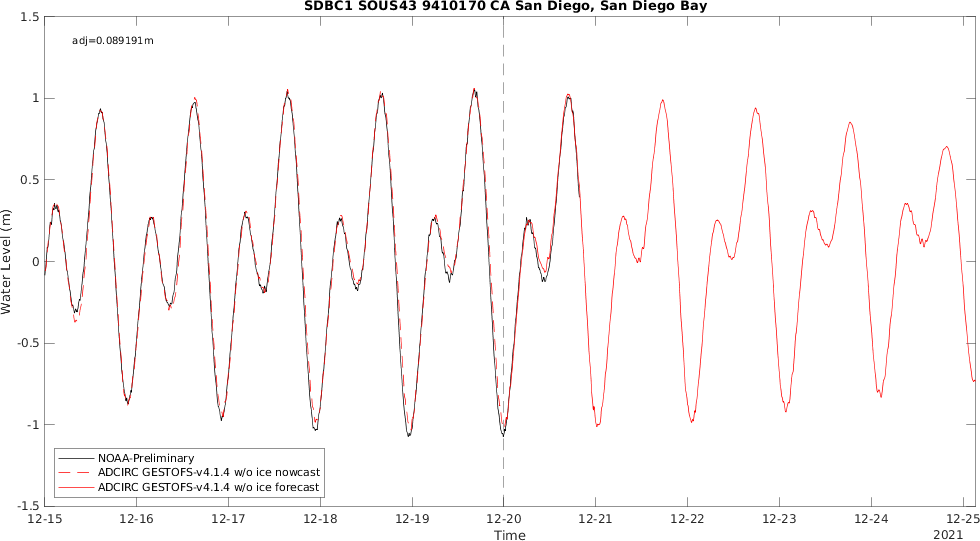 SDBC1 SOUS43 9410170 CA San Diego, San Diego Bay
adj=0.089191m
1.5
1
0.5
0
-0.5
-1
-1.5
Water Level (m)
NOAA-Preliminary
ADCIRC GESTOFS-v4.1.4 w/o ice nowcast
ADCIRC GESTOFS-v4.1.4 w/o ice forecast
12-15 12-16 12-17 12-18 12-19 12-20 12-21 12-22 12-23 12-24 12-25
Time
2021